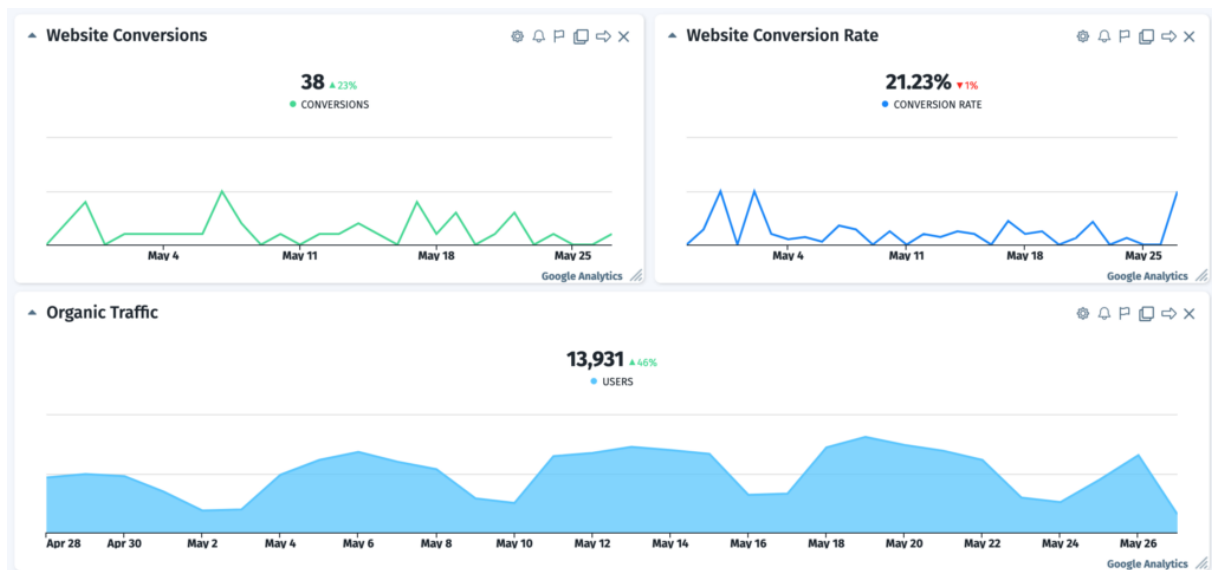 Website Conversions
38 ▲23%
CONVERSIONS
May 4 May 11 May 18 May 25
Google Analytics
Website Conversion Rate
21.23% ▼1%
CONVERSION RATE
May 4 May 11 May 18 May 25
Google Analytics
Organic Traffic
13,931 ▲46%
USERS
Apr 28 Apr 30 May 2 May 4 May 6 May 8 May 10 May 12 May 14 May 16 May 18 May 20 May 22 May 24 May 26
Google Analytics